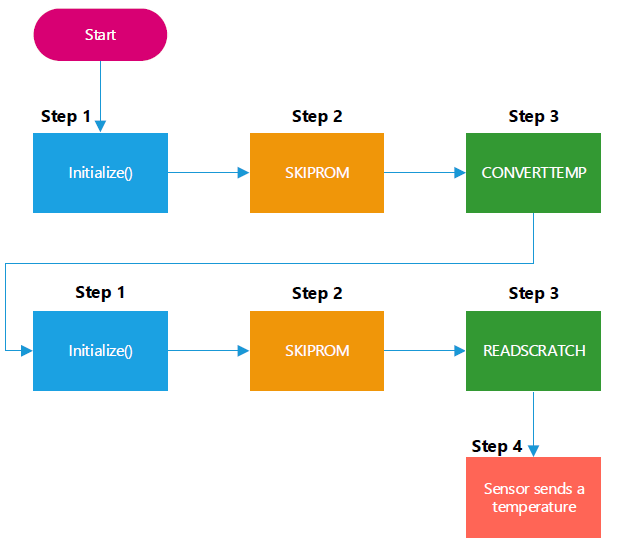 Start
Step 1
Step 2
Step 3
Initialize()
SKIPROM
CONVERTTEMP
Step 1
Step 2
Step 3
Initialize()
SKIPROM
READSCRATCH
Step 4
Sensor sends a
temperature